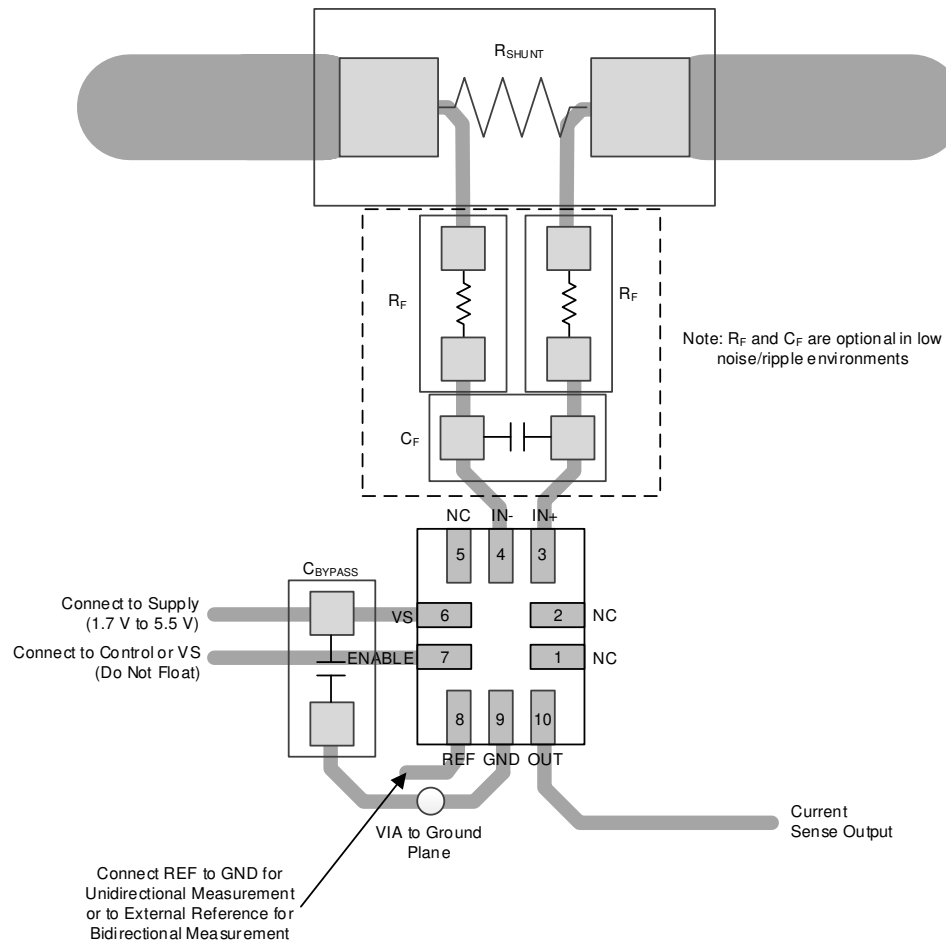 RSHUNT
RF
RF
Note: RF and CF are optional in low
noise/ripple environments
CF
NC
IN-
IN+
5
4
3
CBYPASS
Connect to Supply
(1.7 V to 5.5 V)
VS
6
2
NC
Connect to Control or VS
(Do Not Float)
ENABLE
7
1
NC
8
9
10
REF
GND
OUT
VIA to Ground
Plane
Current
Sense Output
Connect REF to GND for
Unidirectional Measurement
or to External Reference for
Bidirectional Measurement